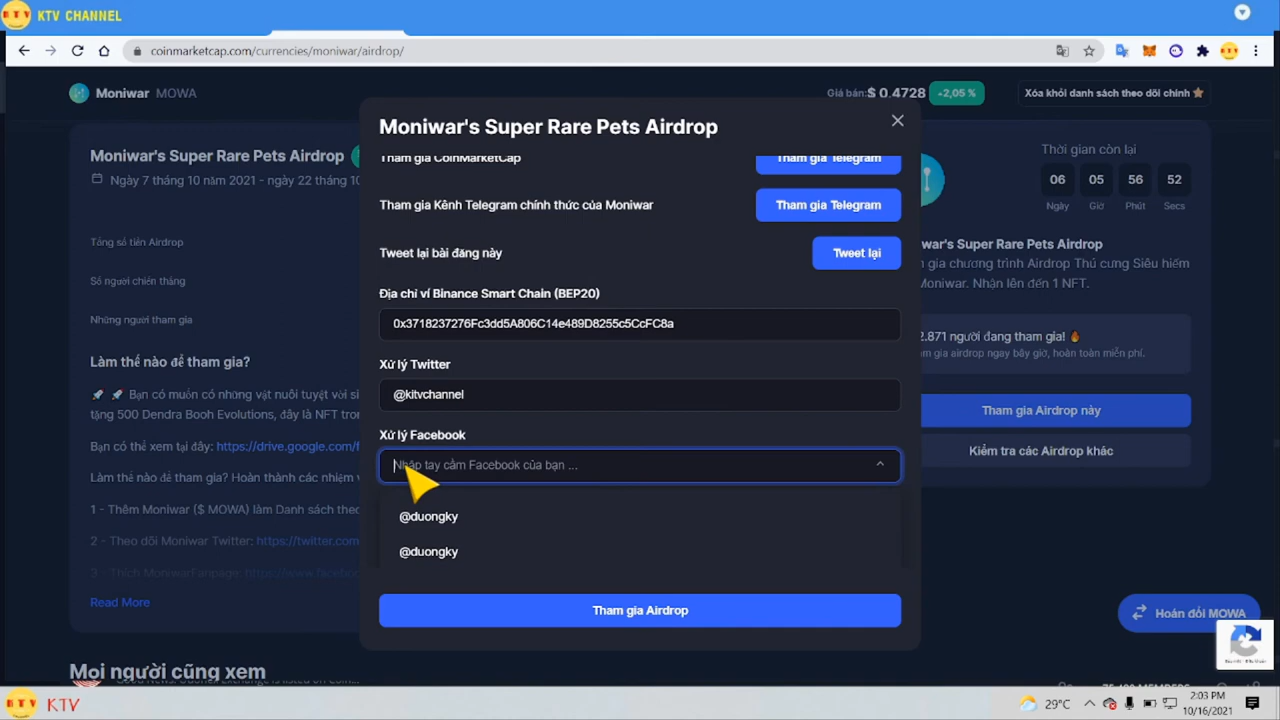 KTV CHANNEL
coinmarketcap.com/currencies/moniwar/airdrop/
Moniwar MOWA
Giá bán: $ 0,4728 +2,05 %
Xóa khỏi danh sách theo dõi chính
Moniwar's Super Rare Pets Airdrop
Ngày 7 tháng 10 năm 2021 - ngày 22 tháng 10
Tổng số tiền Airdrop
Số người chiến thắng
Những người tham gia
Làm thế nào để tham gia?
Bạn có muốn có những vật nuôi tuyệt vời
tặng 500 Dendra Booh Evolutions, đây là NFT
Bạn có thể xem tại đây: https://drive.google.com/f
Làm thế nào để tham gia? Hoàn thành các nhiệm
1 - Thêm Moniwar ($ MOWA) làm Danh sách theo
2 - Theo dõi Moniwar Twitter: https://twitter.com
3 - Thích Moniwar Fanpage: https://www.facebo
Read More
Moniwar's Super Rare Pets Airdrop
Tham gia CoinMarketCap
Tham gia Telegram
Tham gia Kênh Telegram chính thức của Moniwar
Tham gia Telegram
Tweet lại bài đăng này
Tweet lại
Địa chỉ ví Binance Smart Chain (BEP20)
0x3718237276Fc3dd5A806C14e489D8255c5CcFC8a
Xử lý Twitter
@kitvchannel
Xử lý Facebook
Nhập tay cầm Facebook của bạn ...
@duongky
@duongky
Tham gia Airdrop
Thời gian còn lại
06 05 56 52
Ngày Giờ Phút Secs
war's Super Rare Pets Airdrop
gia chương trình Airdrop Thú cưng Siêu hiếm
Moniwar. Nhận lên đến 1 NFT.
2.871 người đang tham gia!
gia airdrop ngay bây giờ, hoàn toàn miễn phí.
Tham gia Airdrop này
Kiểm tra các Airdrop khác
Hoán đổi MOWA
Mọi người cũng xem
KTV
29°C
2:03 PM
10/16/2021